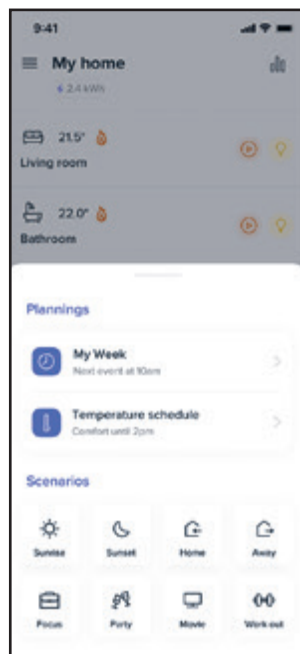 9:41
My home
2.4 kWh
21.5°
Living room
22.0°
Bathroom
Plannings
My Week
Next event at 10am
Temperature schedule
Comfort until 2pm
Scenarios
Sunrise Sunset Home Away
Focus Party Movie Work out